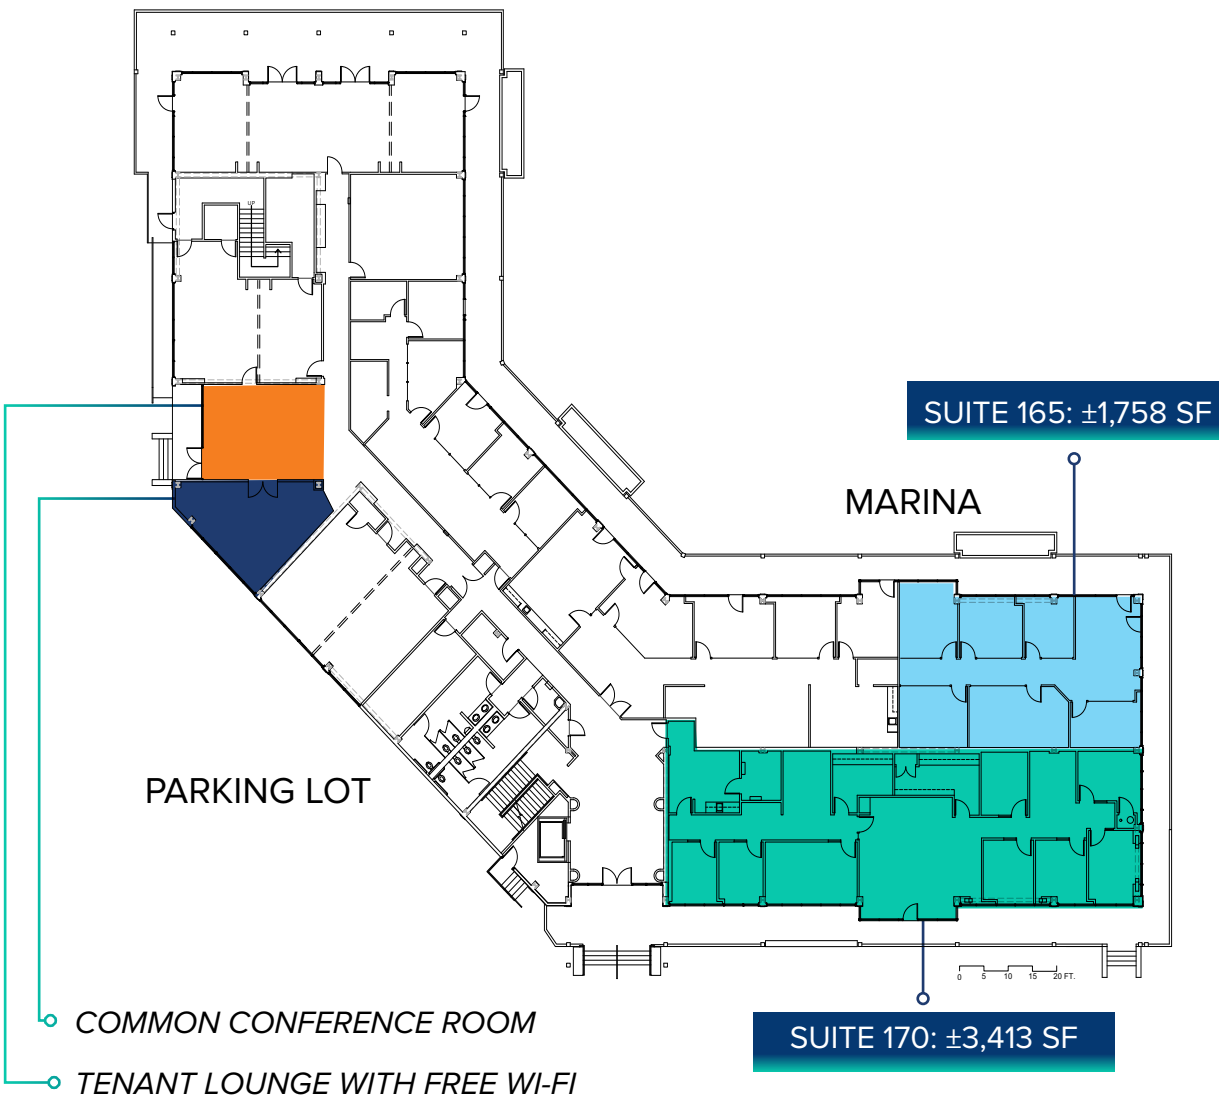 UP
SUITE 165: ±1,758 SF
MARINA
PARKING LOT
0 5 10 15 20 FT.
SUITE 170: ±3,413 SF
COMMON CONFERENCE ROOM
TENANT LOUNGE WITH FREE WI-FI